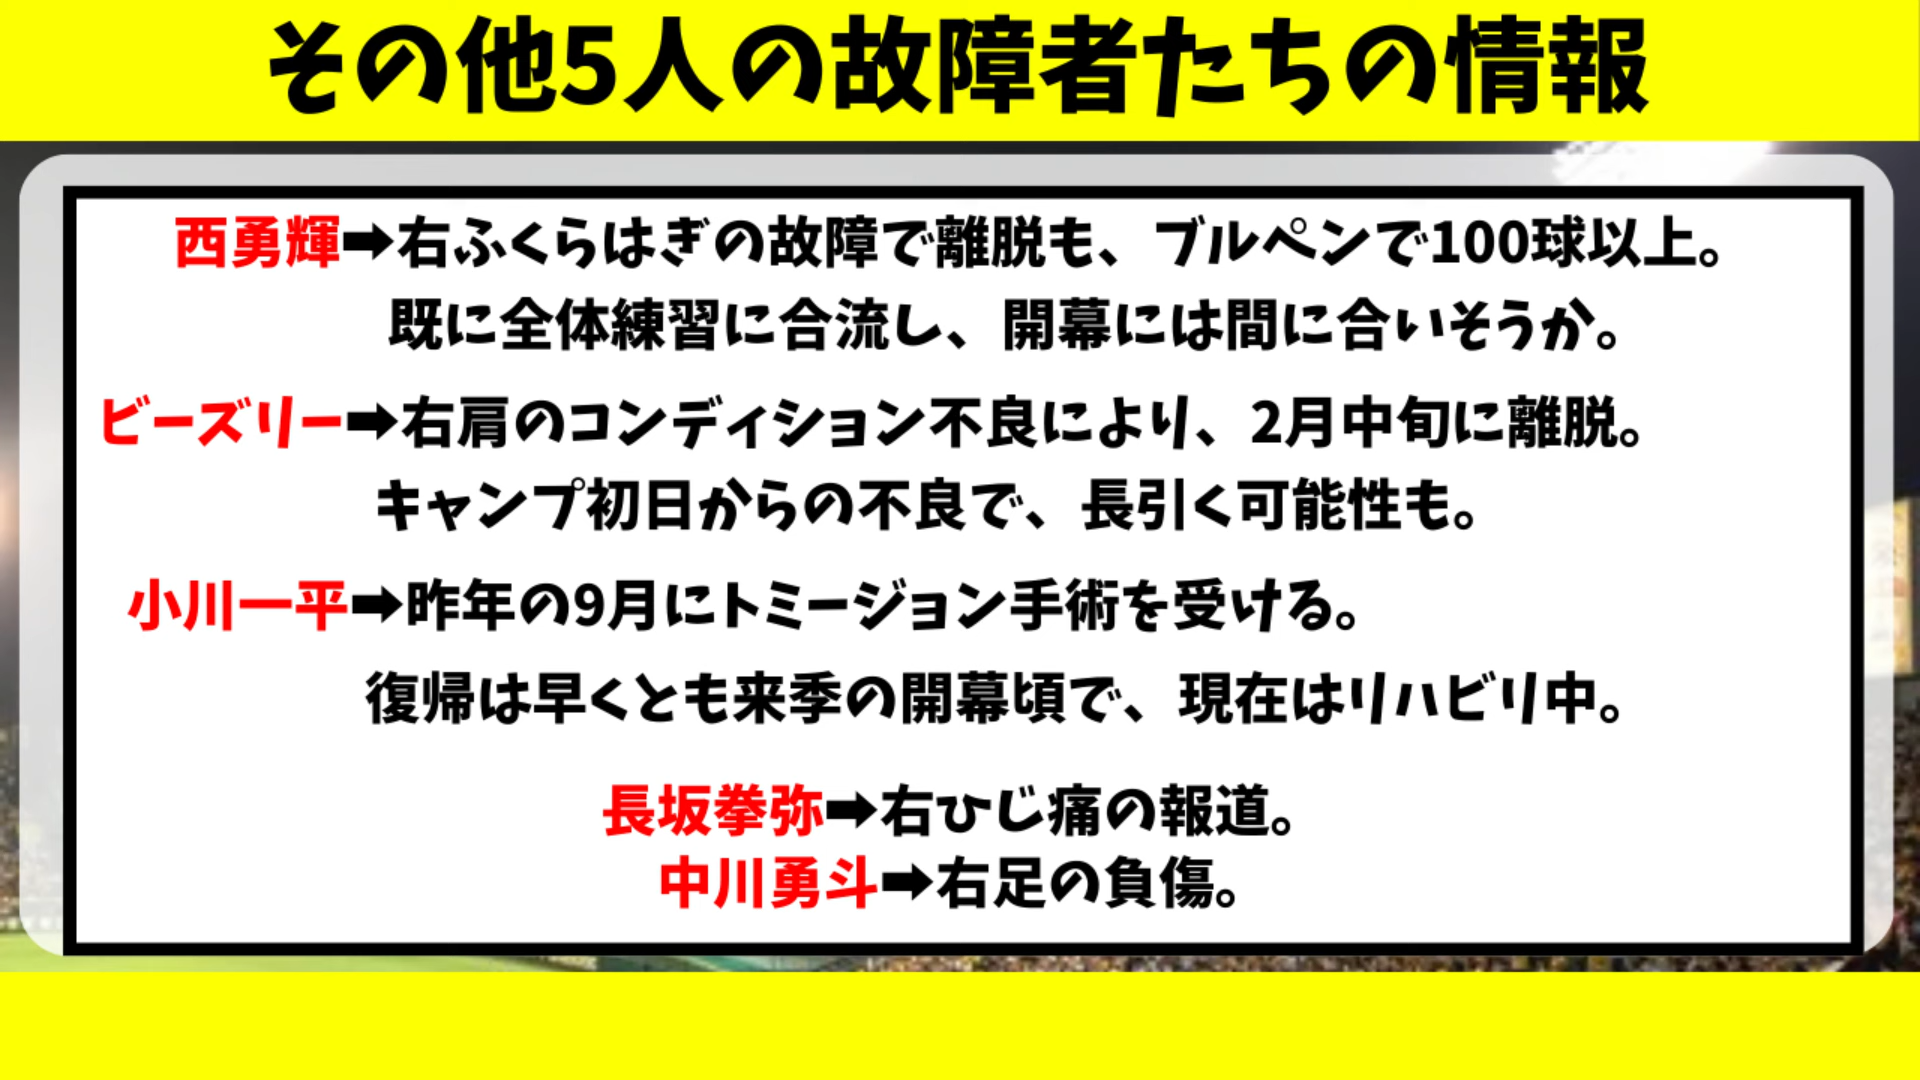 その他5人の故障者たちの情報
西勇輝➡右ふくらはぎの故障で離脱も、ブルペンで100球以上。
既に全体練習に合流し、開幕には間に合いそうか。
ビーズリー➡右肩のコンディション不良により、2月中旬に離脱。
キャンプ初日からの不良で、長引く可能性も。
小川一平➡昨年の9月にトミージョン手術を受ける。
復帰は早くとも来季の開幕頃で、現在はリハビリ中。
長坂拳弥➡右ひじ痛の報道。
中川勇斗➡右足の負傷。